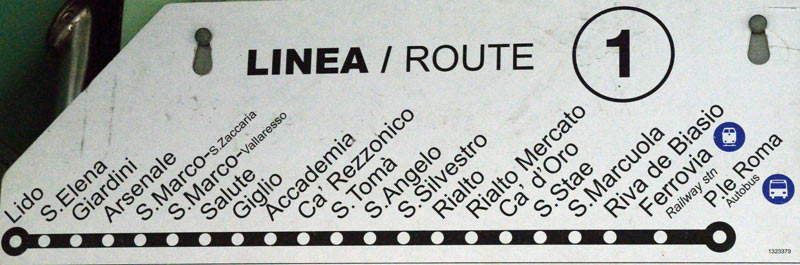 LINEA / ROUTE 1
Lido
S.Elena
Giardini
Arsenale
S.Marco-S.Zaccaria
S.Marco-Vallaresso
Salute
Giglio
Accademia
Ca' Rezzonico
S.Tomà
S.Angelo
S.Silvestro
Rialto
Rialto Mercato
Ca' d'Oro
S.Stae
S.Marcuola
Riva de Biasio
Ferrovia
Railway stn
P.le Roma
Autobus
1323379